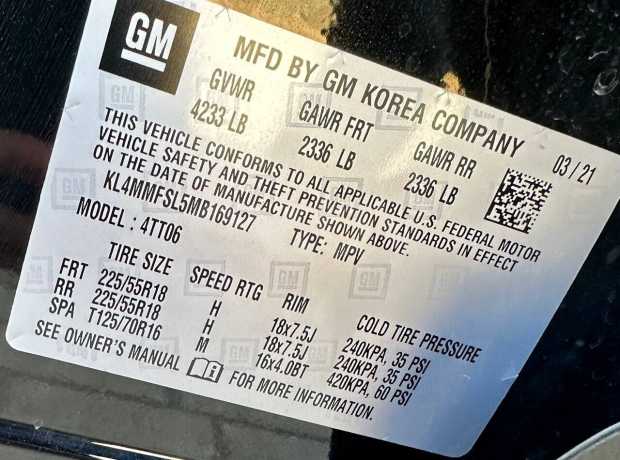 GM
MFD BY GM KOREA COMPANY
03/21
GVWR GAWR FRT GAWR RR
4233 LB 2336 LB 2336 LB
THIS VEHICLE CONFORMS TO ALL APPLICABLE U.S. FEDERAL MOTOR
VEHICLE SAFETY AND THEFT PREVENTION STANDARDS IN EFFECT
ON THE DATE OF MANUFACTURE SHOWN ABOVE.
KL4MMFSL5MB169127 TYPE: MPV
MODEL: 4TT06
TIRE SIZE SPEED RTG RIM COLD TIRE PRESSURE
FRT 225/55R18 H 18x7.5J 240KPA, 35 PSI
RR 225/55R18 H 18x7.5J 240KPA, 35 PSI
SPA T125/70R16 M 16x4.0BT 420KPA, 60 PSI
SEE OWNER'S MANUAL FOR MORE INFORMATION.